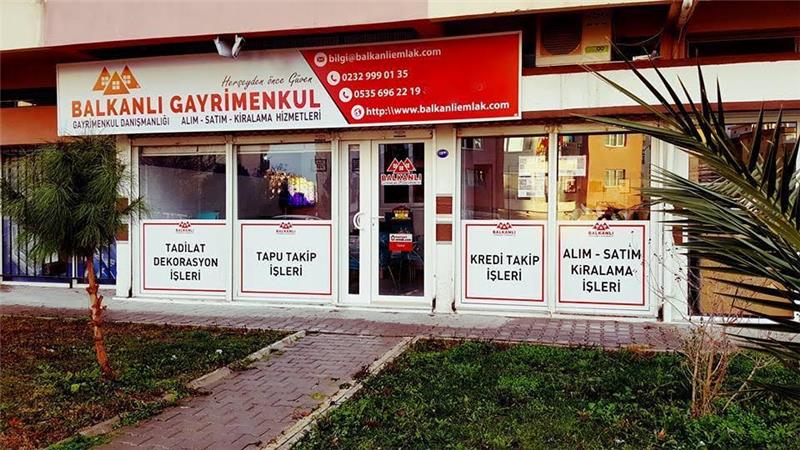 Herşeyden önce Güven
BALKANLI GAYRİMENKUL
GAYRİMENKUL DANIŞMANLIĞI ALIM - SATIM - KİRALAMA HİZMETLERİ
bilgi@balkanliemlak.com
0232 999 01 35
0535 696 22 19
http:\\www.balkanliemlak.com
BALKANLI
TADİLAT
DEKORASYON
İŞLERİ
TAPU TAKİP
İŞLERİ
BALKANLI
KREDİ TAKİP
İŞLERİ
BALKANLI
ALIM - SATIM
KİRALAMA
İŞLERİ